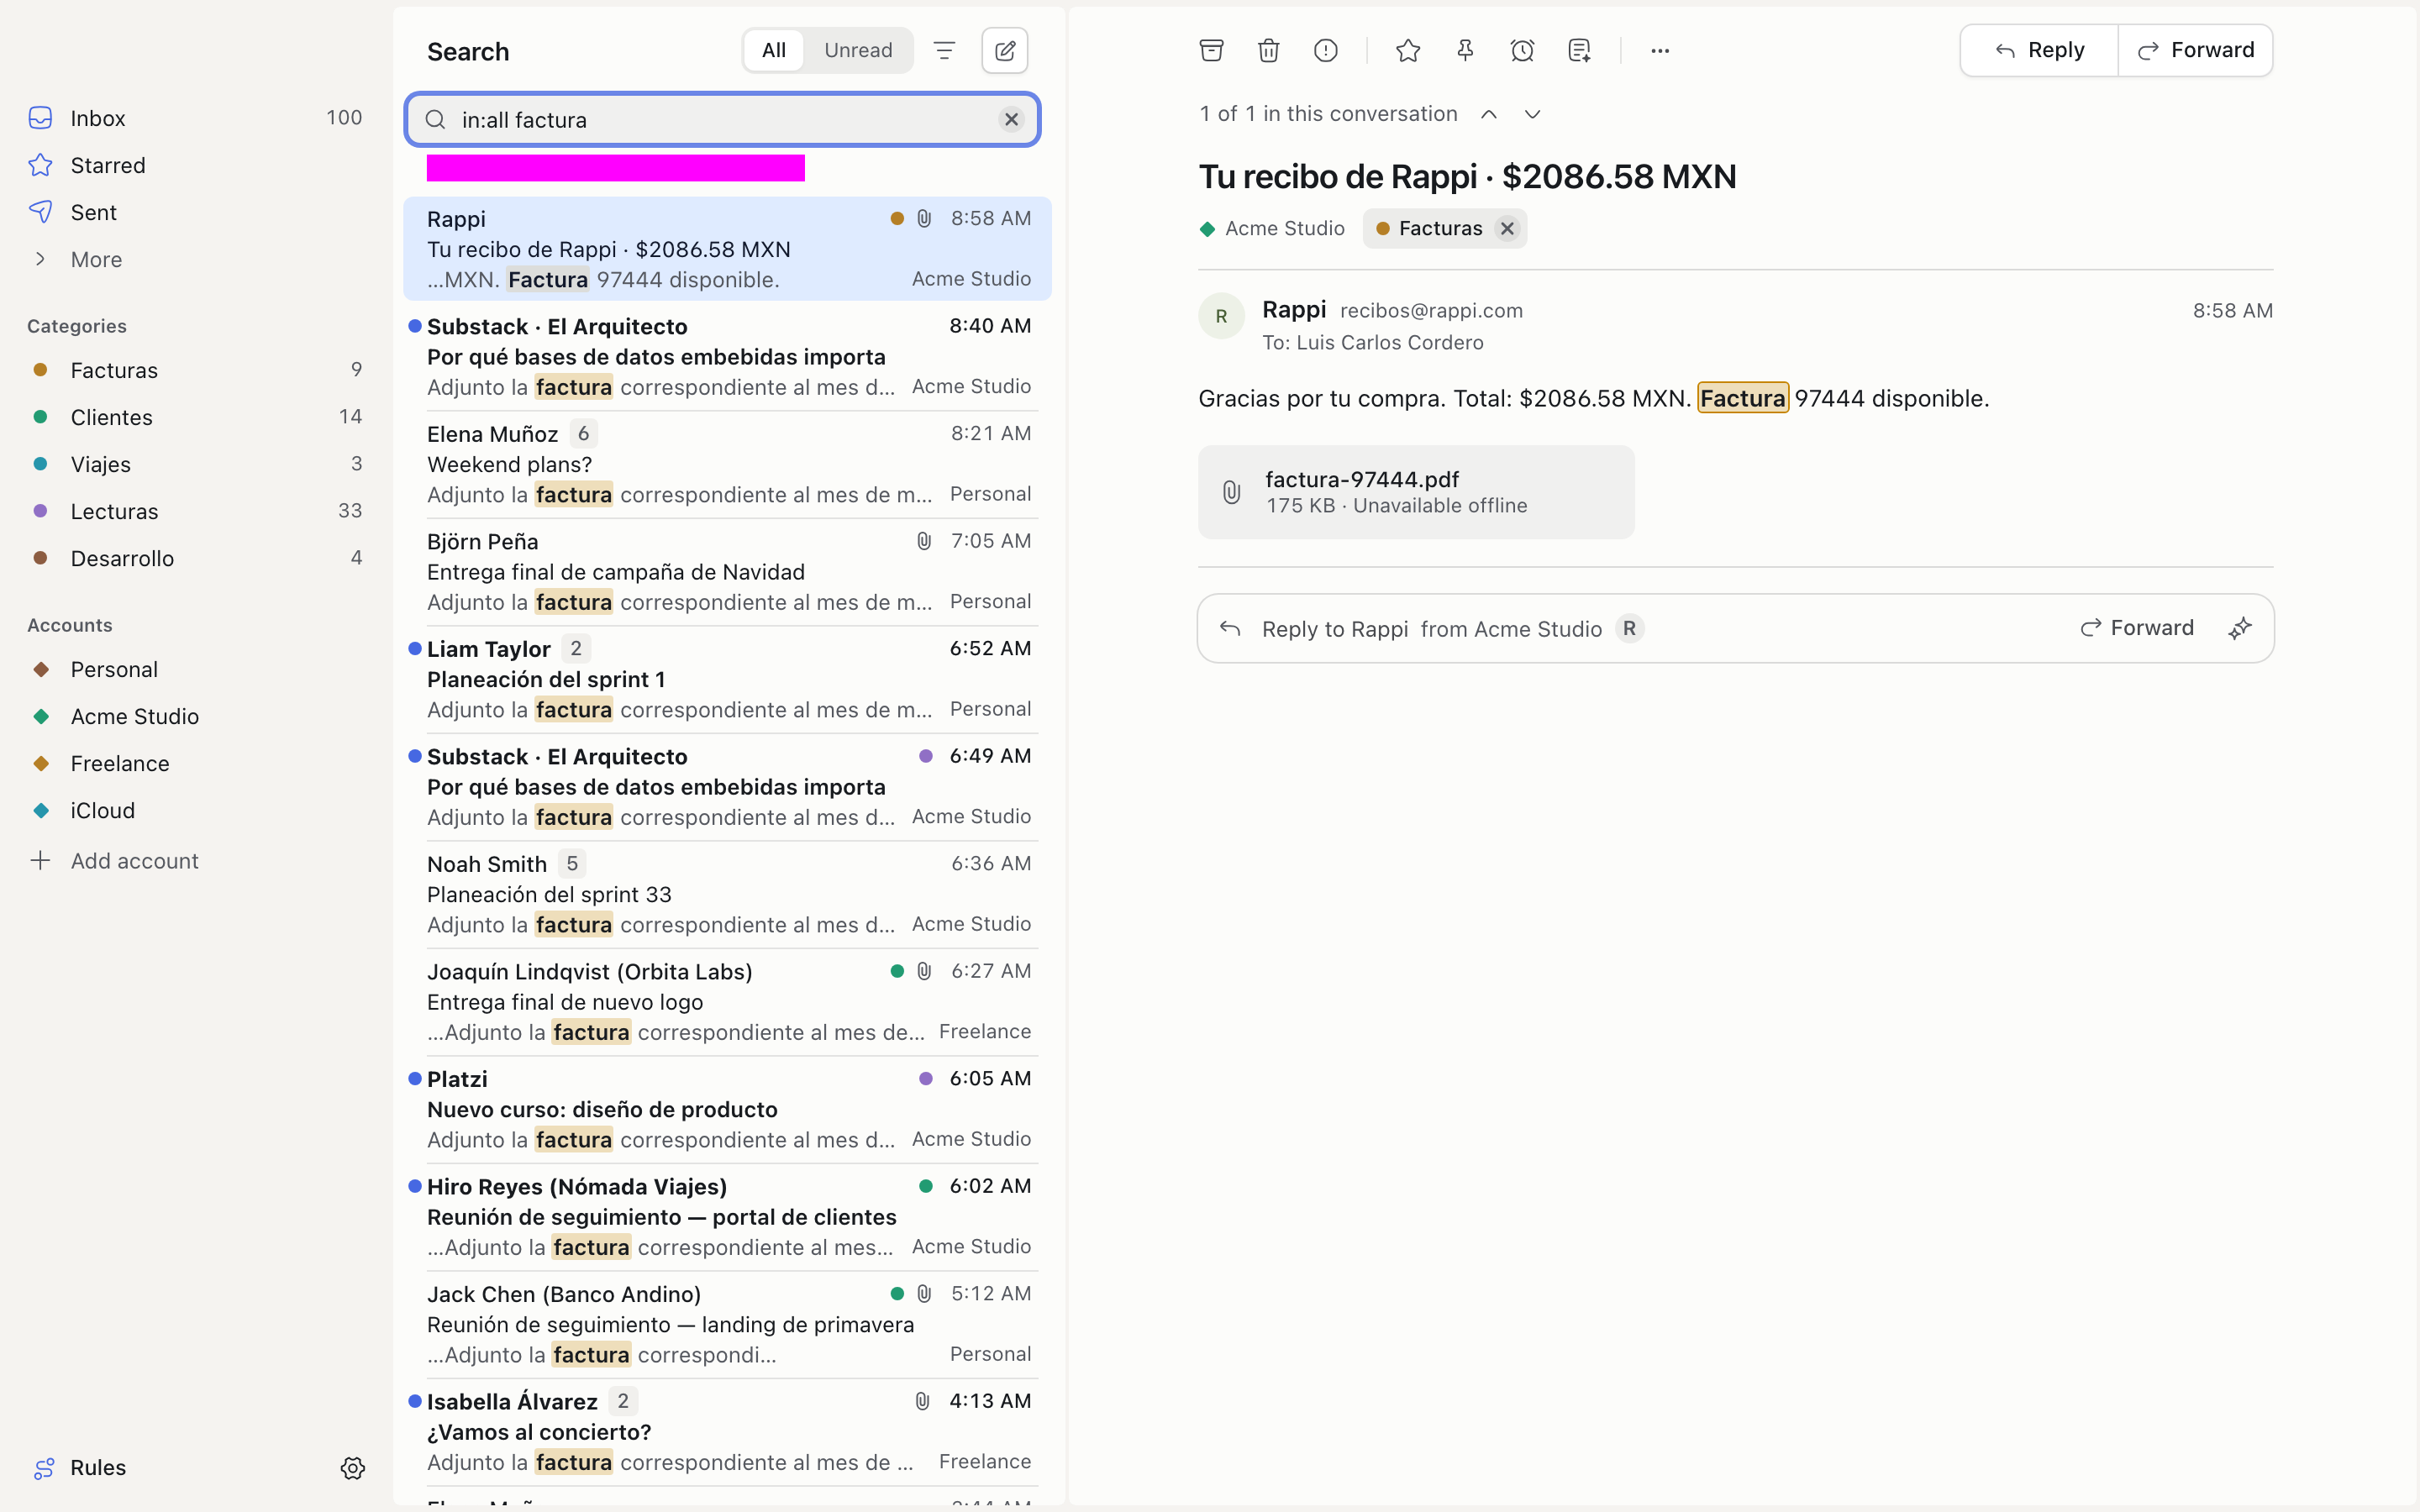 Inbox 100
Starred
Sent
More
Categories
Facturas 9
Clientes 14
Viajes 3
Lecturas 33
Desarrollo 4
Accounts
Personal
Acme Studio
Freelance
iCloud
Add account
Rules
Search All Unread
in:all factura
Rappi 8:58 AM
Tu recibo de Rappi · $2086.58 MXN
...MXN. Factura 97444 disponible. Acme Studio
Substack · El Arquitecto 8:40 AM
Por qué bases de datos embebidas importa
Adjunto la factura correspondiente al mes d... Acme Studio
Elena Muñoz 6 8:21 AM
Weekend plans?
Adjunto la factura correspondiente al mes de m... Personal
Björn Peña 7:05 AM
Entrega final de campaña de Navidad
Adjunto la factura correspondiente al mes de m... Personal
Liam Taylor 2 6:52 AM
Planeación del sprint 1
Adjunto la factura correspondiente al mes de m... Personal
Substack · El Arquitecto 6:49 AM
Por qué bases de datos embebidas importa
Adjunto la factura correspondiente al mes d... Acme Studio
Noah Smith 5 6:36 AM
Planeación del sprint 33
Adjunto la factura correspondiente al mes d... Acme Studio
Joaquín Lindqvist (Orbita Labs) 6:27 AM
Entrega final de nuevo logo
...Adjunto la factura correspondiente al mes de... Freelance
Platzi 6:05 AM
Nuevo curso: diseño de producto
Adjunto la factura correspondiente al mes d... Acme Studio
Hiro Reyes (Nómada Viajes) 6:02 AM
Reunión de seguimiento — portal de clientes
...Adjunto la factura correspondiente al mes... Acme Studio
Jack Chen (Banco Andino) 5:12 AM
Reunión de seguimiento — landing de primavera
...Adjunto la factura correspondi... Personal
Isabella Álvarez 2 4:13 AM
¿Vamos al concierto?
Adjunto la factura correspondiente al mes de ... Freelance
Reply Forward
1 of 1 in this conversation
Tu recibo de Rappi · $2086.58 MXN
Acme Studio Facturas
R Rappi recibos@rappi.com 8:58 AM
To: Luis Carlos Cordero
Gracias por tu compra. Total: $2086.58 MXN. Factura 97444 disponible.
factura-97444.pdf
175 KB · Unavailable offline
Reply to Rappi from Acme Studio R Forward